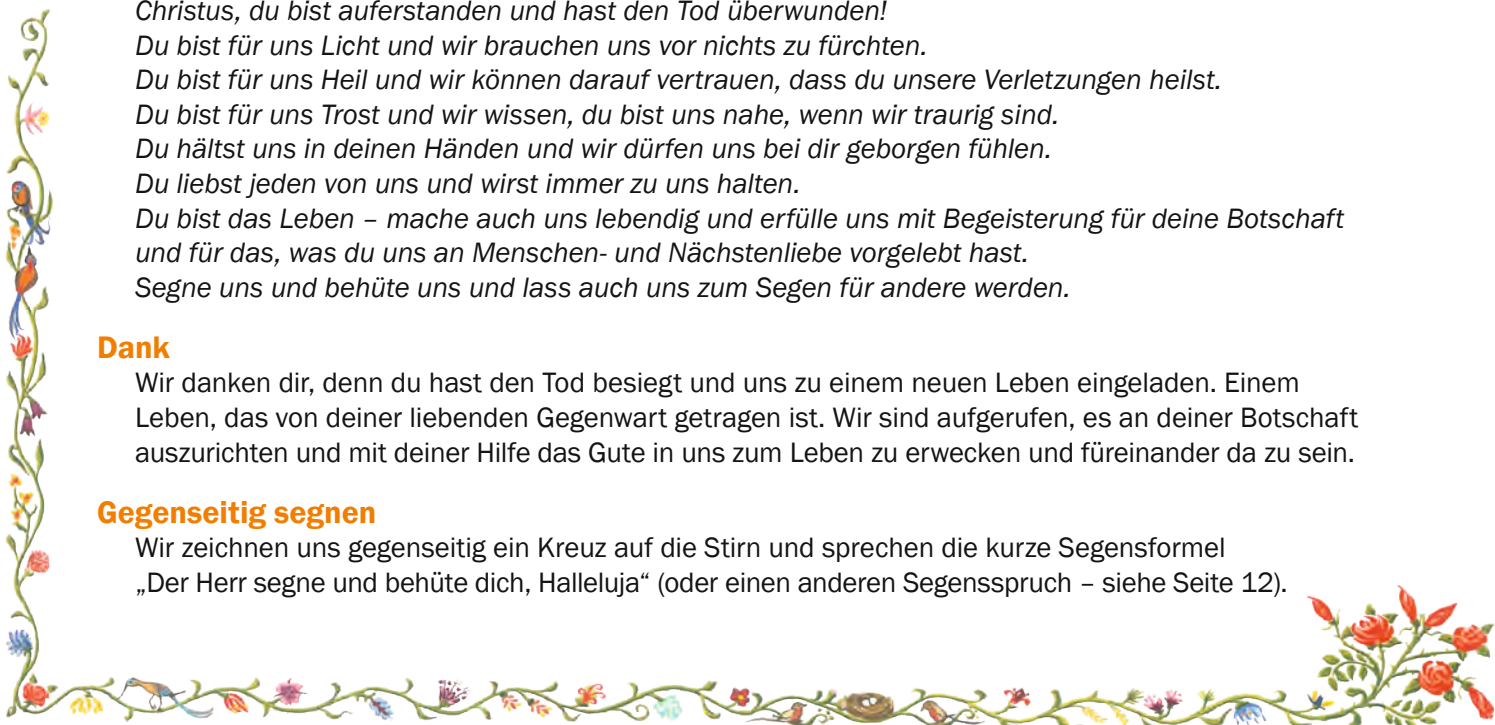 Christus, du bist auferstanden und hast den Tod überwunden!
Du bist für uns Licht und wir brauchen uns vor nichts zu fürchten.
Du bist für uns Heil und wir können darauf vertrauen, dass du unsere Verletzungen heilst.
Du bist für uns Trost und wir wissen, du bist uns nahe, wenn wir traurig sind.
Du hältst uns in deinen Händen und wir dürfen uns bei dir geborgen fühlen.
Du liebst jeden von uns und wirst immer zu uns halten.
Du bist das Leben – mache auch uns lebendig und erfülle uns mit Begeisterung für deine Botschaft
und für das, was du uns an Menschen- und Nächstenliebe vorgelebt hast.
Segne uns und behüte uns und lass auch uns zum Segen für andere werden.
Dank
Wir danken dir, denn du hast den Tod besiegt und uns zu einem neuen Leben eingeladen. Einem
Leben, das von deiner liebenden Gegenwart getragen ist. Wir sind aufgerufen, es an deiner Botschaft
auszurichten und mit deiner Hilfe das Gute in uns zum Leben zu erwecken und füreinander da zu sein.
Gegenseitig segnen
Wir zeichnen uns gegenseitig ein Kreuz auf die Stirn und sprechen die kurze Segensformel
„Der Herr segne und behüte dich, Halleluja“ (oder einen anderen Segensspruch – siehe Seite 12).